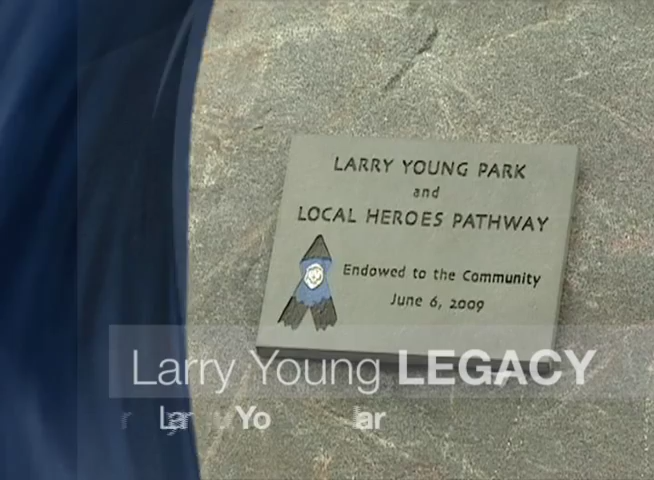 LARRY YOUNG PARK
and
LOCAL HEROES PATHWAY
Endowed to the Community
June 6, 2009
Larry Young LEGACY